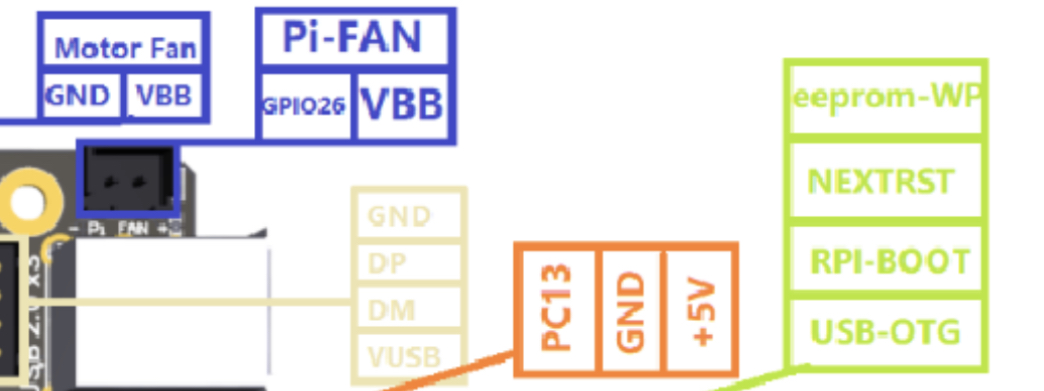 Motor Fan
GND VBB
Pi-FAN
GPIO26 VBB
- Pi FAN +
GND
DP
DM
VUSB
PC13
GND
+5V
eeprom-WP
NEXTRST
RPI-BOOT
USB-OTG